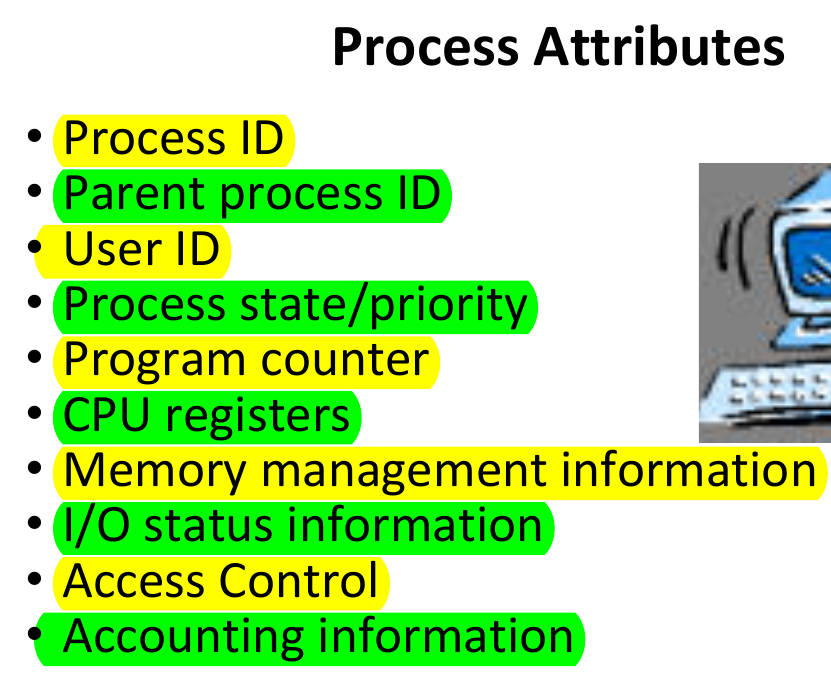 Process Attributes
• Process ID
• Parent process ID
• User ID
• Process state/priority
• Program counter
• CPU registers
• Memory management information
• I/O status information
• Access Control
• Accounting information